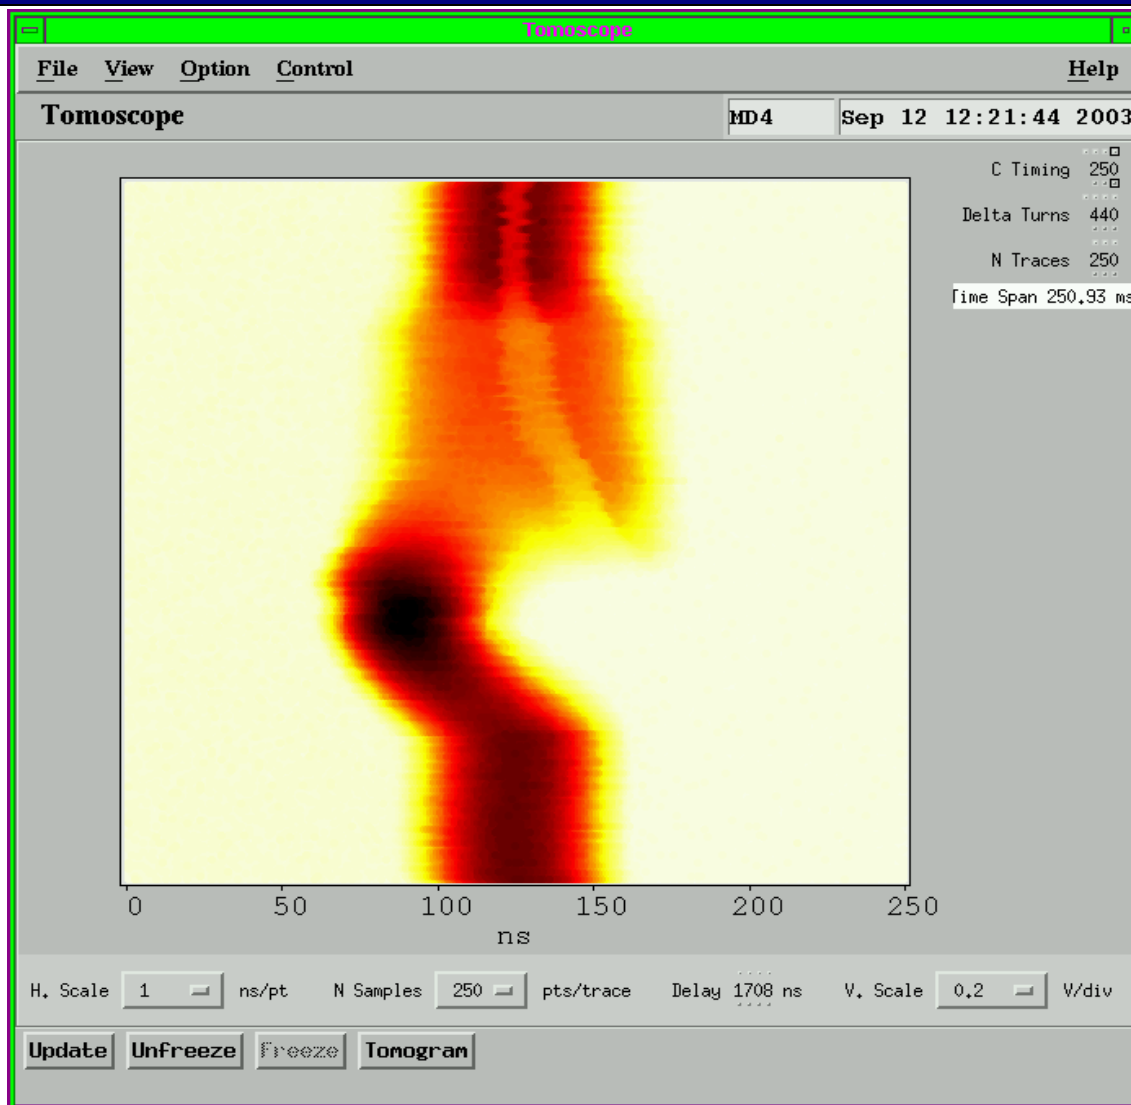 Tomoscope
File View Option Control Help
Tomoscope MD4 Sep 12 12:21:44 2003
C Timing 250
Delta Turns 440
N Traces 250
Time Span 250.93 ms
0 50 100 150 200 250
ns
H. Scale 1 ns/pt N Samples 250 pts/trace Delay 1708 ns V. Scale 0.2 V/div
Update Unfreeze Freeze Tomogram